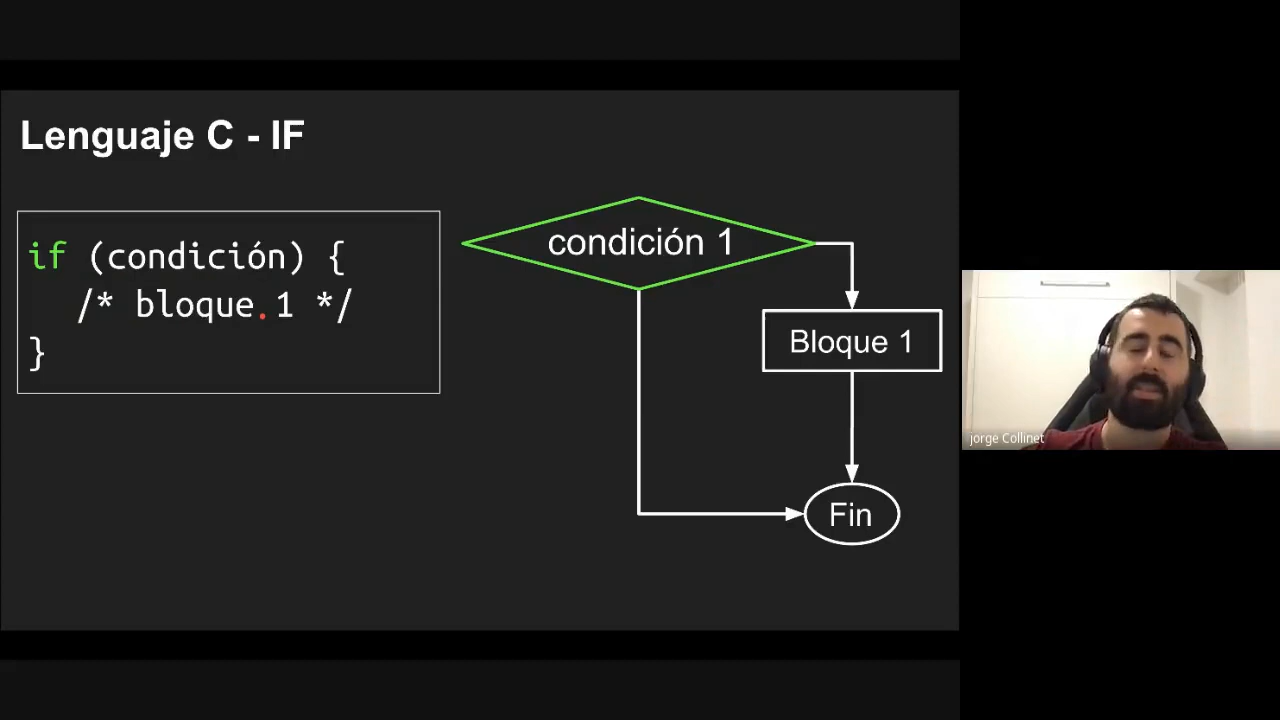 Lenguaje C - IF
if (condición) {
/* bloque 1 */
}
condición 1
Bloque 1
Fin
jorge Collinet